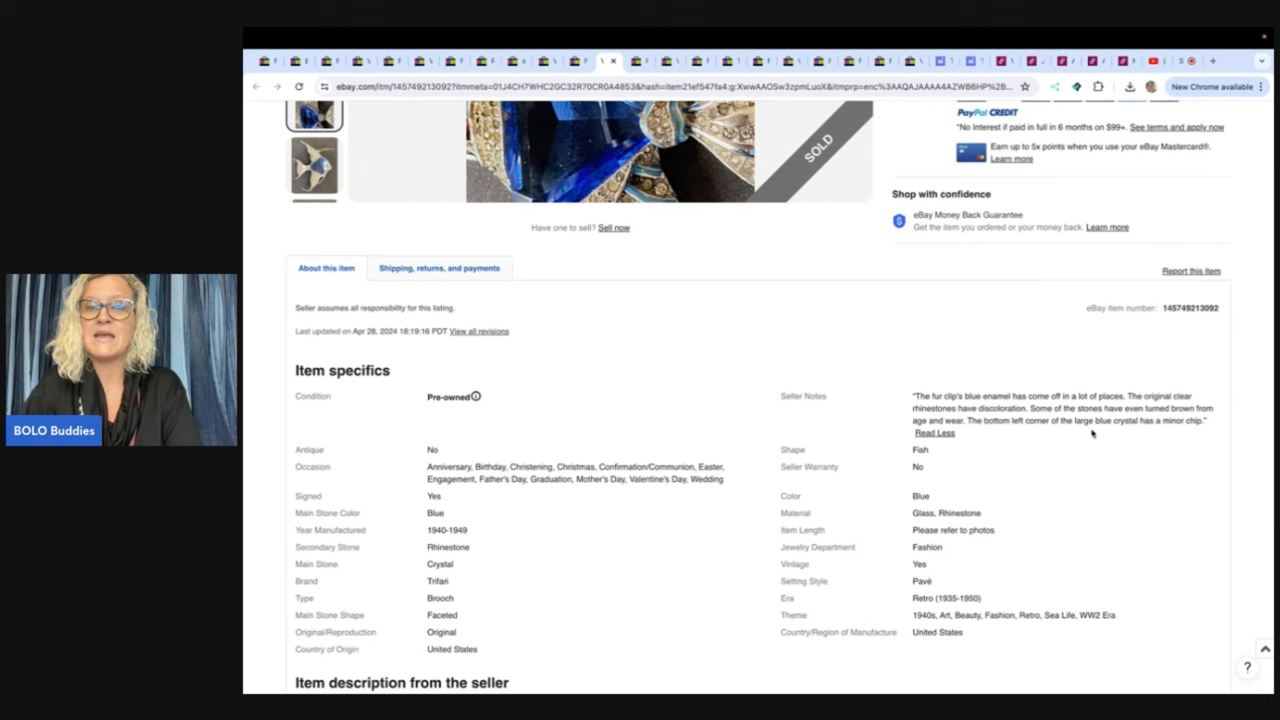 ebay.com/itm/145749213092?itmmeta=01J4CH7WHC2GC32R70CR0A4853&hash=item21ef547fa4:g:XwwAAOSw3zpmLuoX&itmprp=enc%3AAQAJAAAA4AZWB6HP%2B...
New Chrome available
PayPal CREDIT
*No Interest if paid in full in 6 months on $99+. See terms and apply now
Earn up to 5x points when you use your eBay Mastercard®.
Learn more
SOLD
Shop with confidence
eBay Money Back Guarantee
Get the item you ordered or your money back. Learn more
Have one to sell? Sell now
About this item
Shipping, returns, and payments
Report this item
Seller assumes all responsibility for this listing.
eBay item number: 145749213092
Last updated on Apr 28, 2024 18:19:16 PDT View all revisions
Item specifics
Condition Pre-owned
Seller Notes "The fur clip's blue enamel has come off in a lot of places. The original clear
rhinestones have discoloration. Some of the stones have even turned brown from
age and wear. The bottom left corner of the large blue crystal has a minor chip."
Read Less
Antique No
Shape Fish
Occasion Anniversary, Birthday, Christening, Christmas, Confirmation/Communion, Easter,
Engagement, Father's Day, Graduation, Mother's Day, Valentine's Day, Wedding
Seller Warranty No
Signed Yes
Color Blue
Main Stone Color Blue
Material Glass, Rhinestone
Year Manufactured 1940-1949
Item Length Please refer to photos
Secondary Stone Rhinestone
Jewelry Department Fashion
Main Stone Crystal
Vintage Yes
Brand Trifari
Setting Style Pavé
Type Brooch
Era Retro (1935-1950)
Main Stone Shape Faceted
Theme 1940s, Art, Beauty, Fashion, Retro, Sea Life, WW2 Era
Original/Reproduction Original
Country/Region of Manufacture United States
Country of Origin United States
Item description from the seller
BOLO Buddies